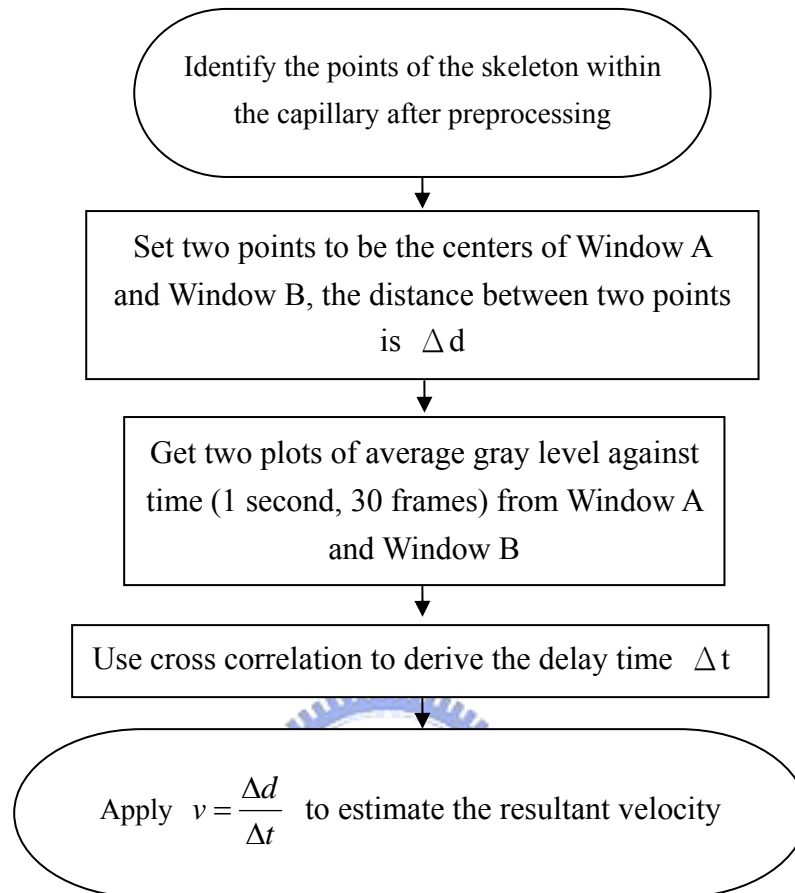 Identify the points of the skeleton within
the capillary after preprocessing
Set two points to be the centers of Window A
and Window B, the distance between two points
is Δd
Get two plots of average gray level against
time (1 second, 30 frames) from Window A
and Window B
Use cross correlation to derive the delay time Δt
Apply v = Δd/Δt to estimate the resultant velocity